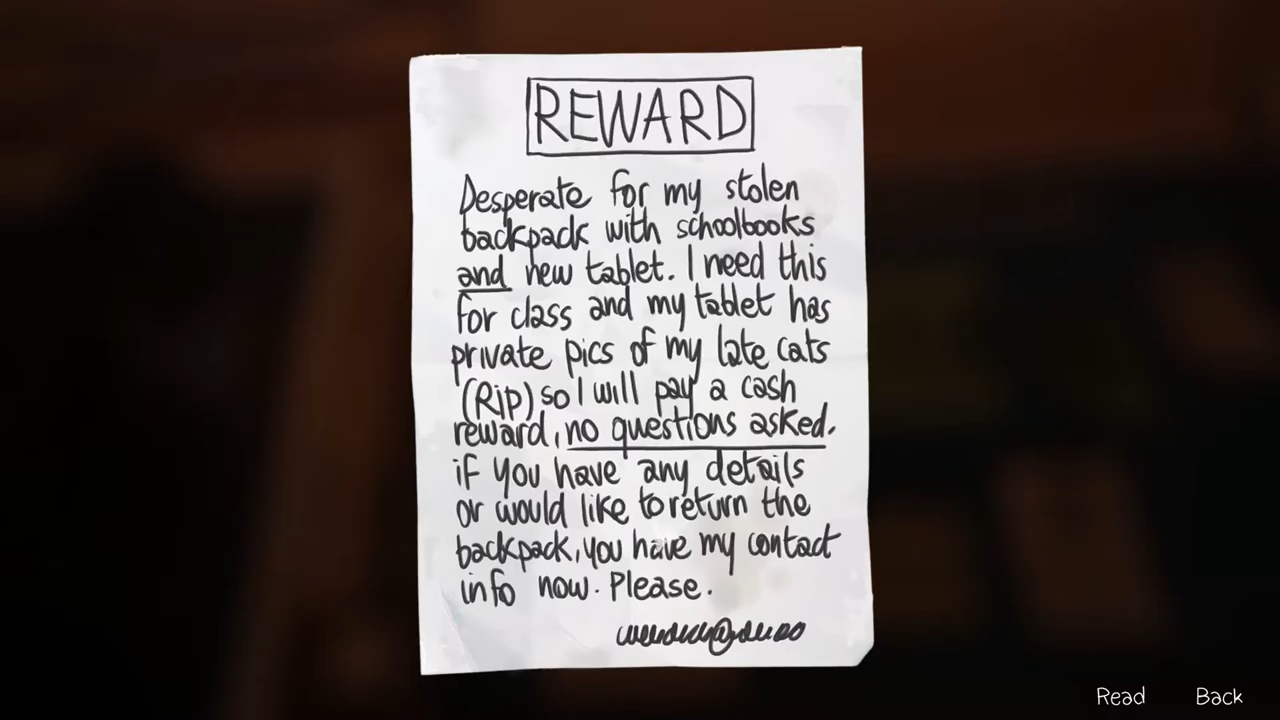 REWARD
Desperate for my stolen
backpack with schoolbooks
and new tablet. I need this
for class and my tablet has
private pics of my late cats
(Rip) so I will pay a cash
reward, no questions asked.
if you have any details
or would like to return the
backpack, you have my contact
info now. Please.
Read Back